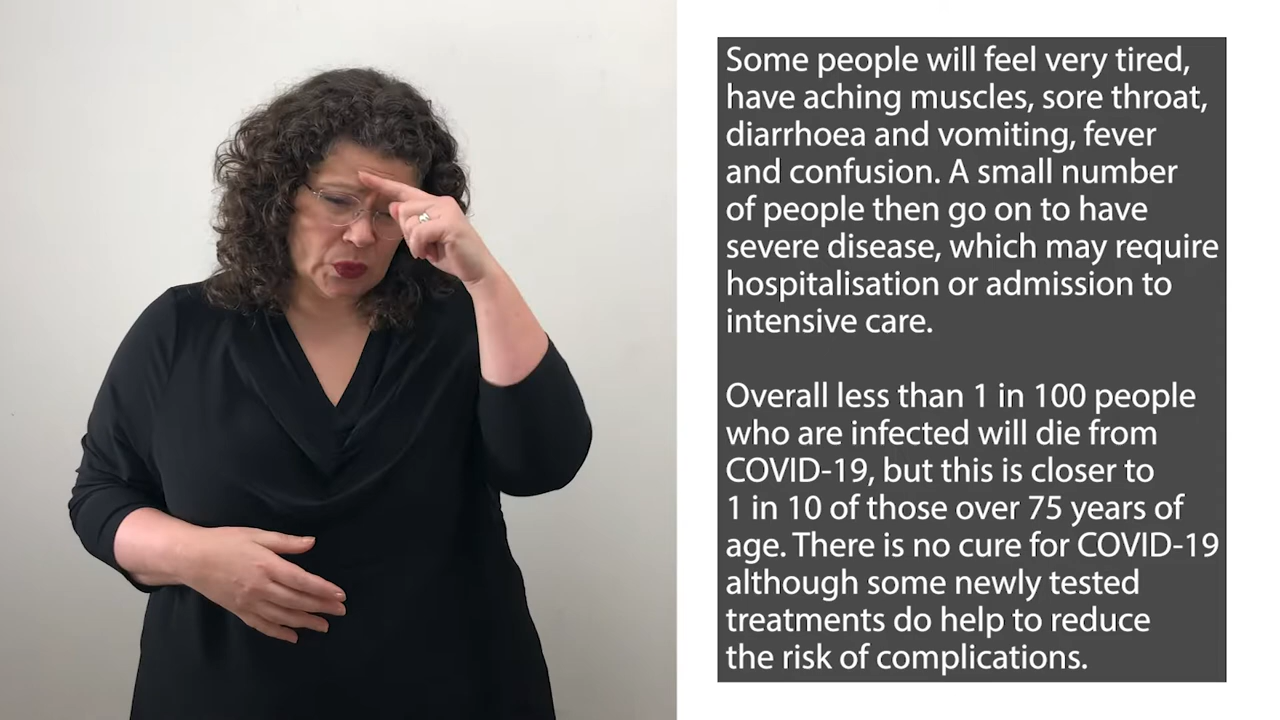 Some people will feel very tired,
have aching muscles, sore throat,
diarrhoea and vomiting, fever
and confusion. A small number
of people then go on to have
severe disease, which may require
hospitalisation or admission to
intensive care.
Overall less than 1 in 100 people
who are infected will die from
COVID-19, but this is closer to
1 in 10 of those over 75 years of
age. There is no cure for COVID-19
although some newly tested
treatments do help to reduce
the risk of complications.